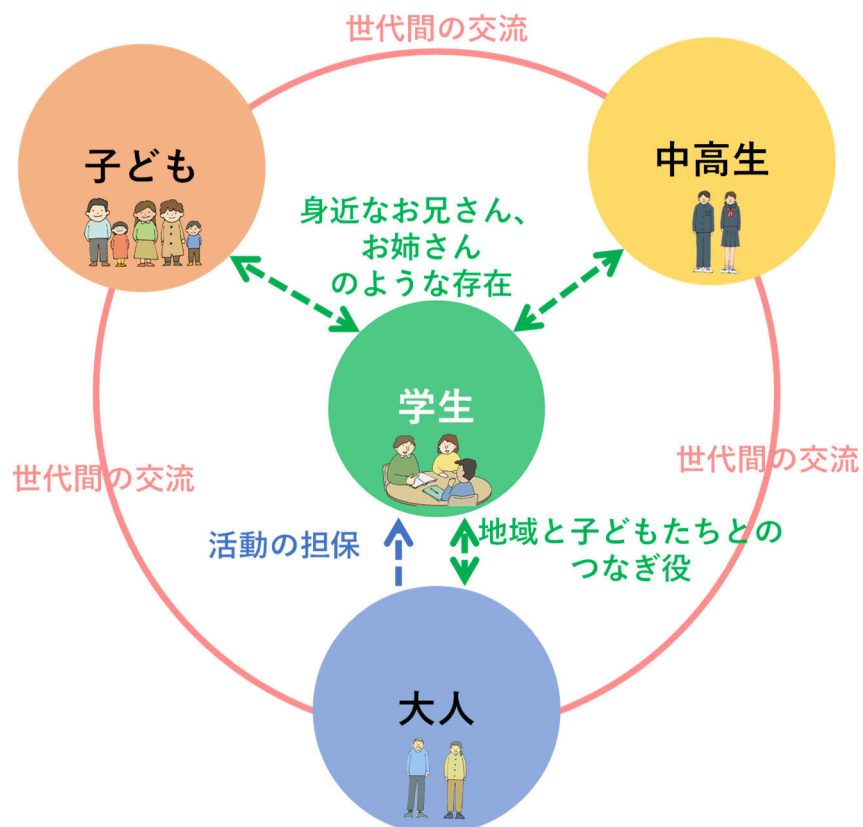 世代間の交流
子ども
中高生
身近なお兄さん、
お姉さん
のような存在
学生
世代間の交流
世代間の交流
活動の担保
地域と子どもたちとの
つなぎ役
大人